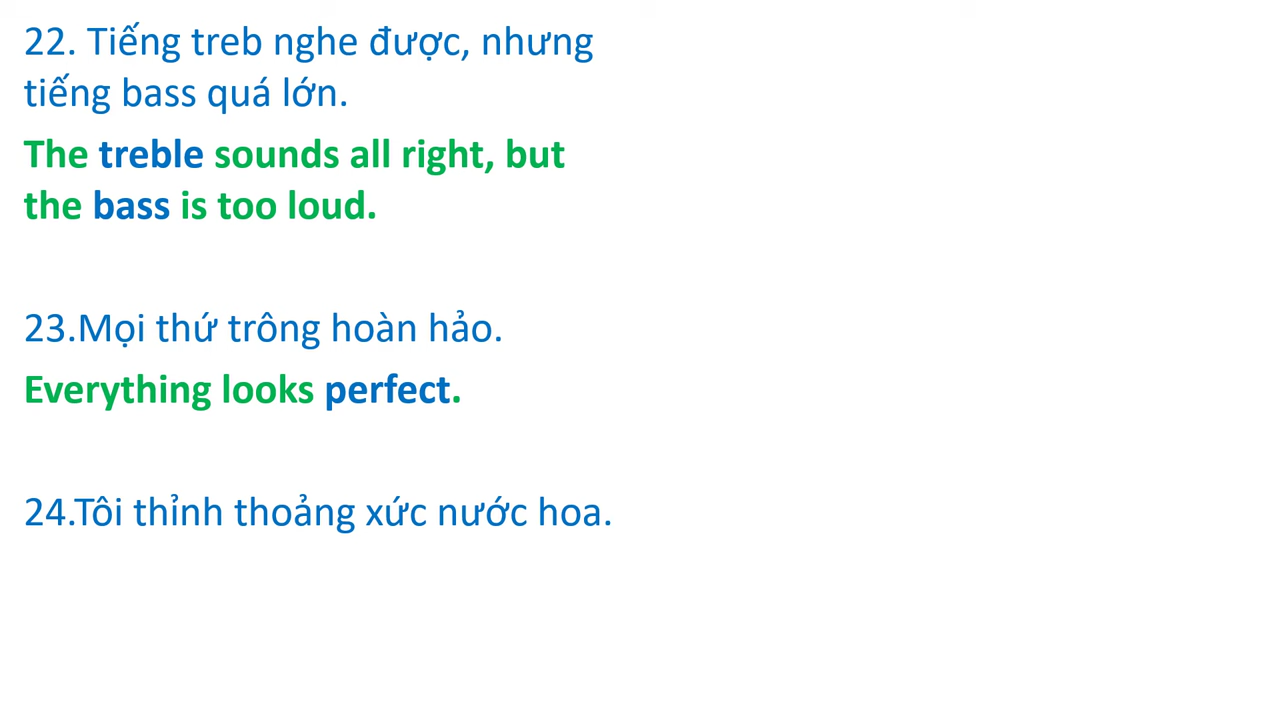 22. Tiếng treb nghe được, nhưng
tiếng bass quá lớn.
The treble sounds all right, but
the bass is too loud.
23.Mọi thứ trông hoàn hảo.
Everything looks perfect.
24.Tôi thỉnh thoảng xức nước hoa.